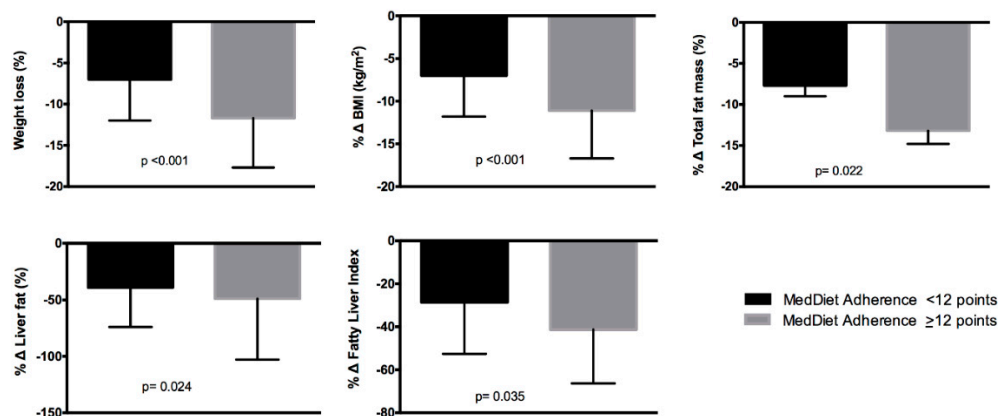 Weight loss (%)
0
-5
-10
-15
-20
p <0.001
% Δ BMI (kg/m²)
0
-5
-10
-15
-20
p <0.001
% Δ Total fat mass (%)
0
-5
-10
-15
-20
p= 0.022
% Δ Liver fat (%)
0
-50
-100
-150
p= 0.024
% Δ Fatty Liver Index
0
-20
-40
-60
-80
p= 0.035
MedDiet Adherence <12 points
MedDiet Adherence ≥12 points